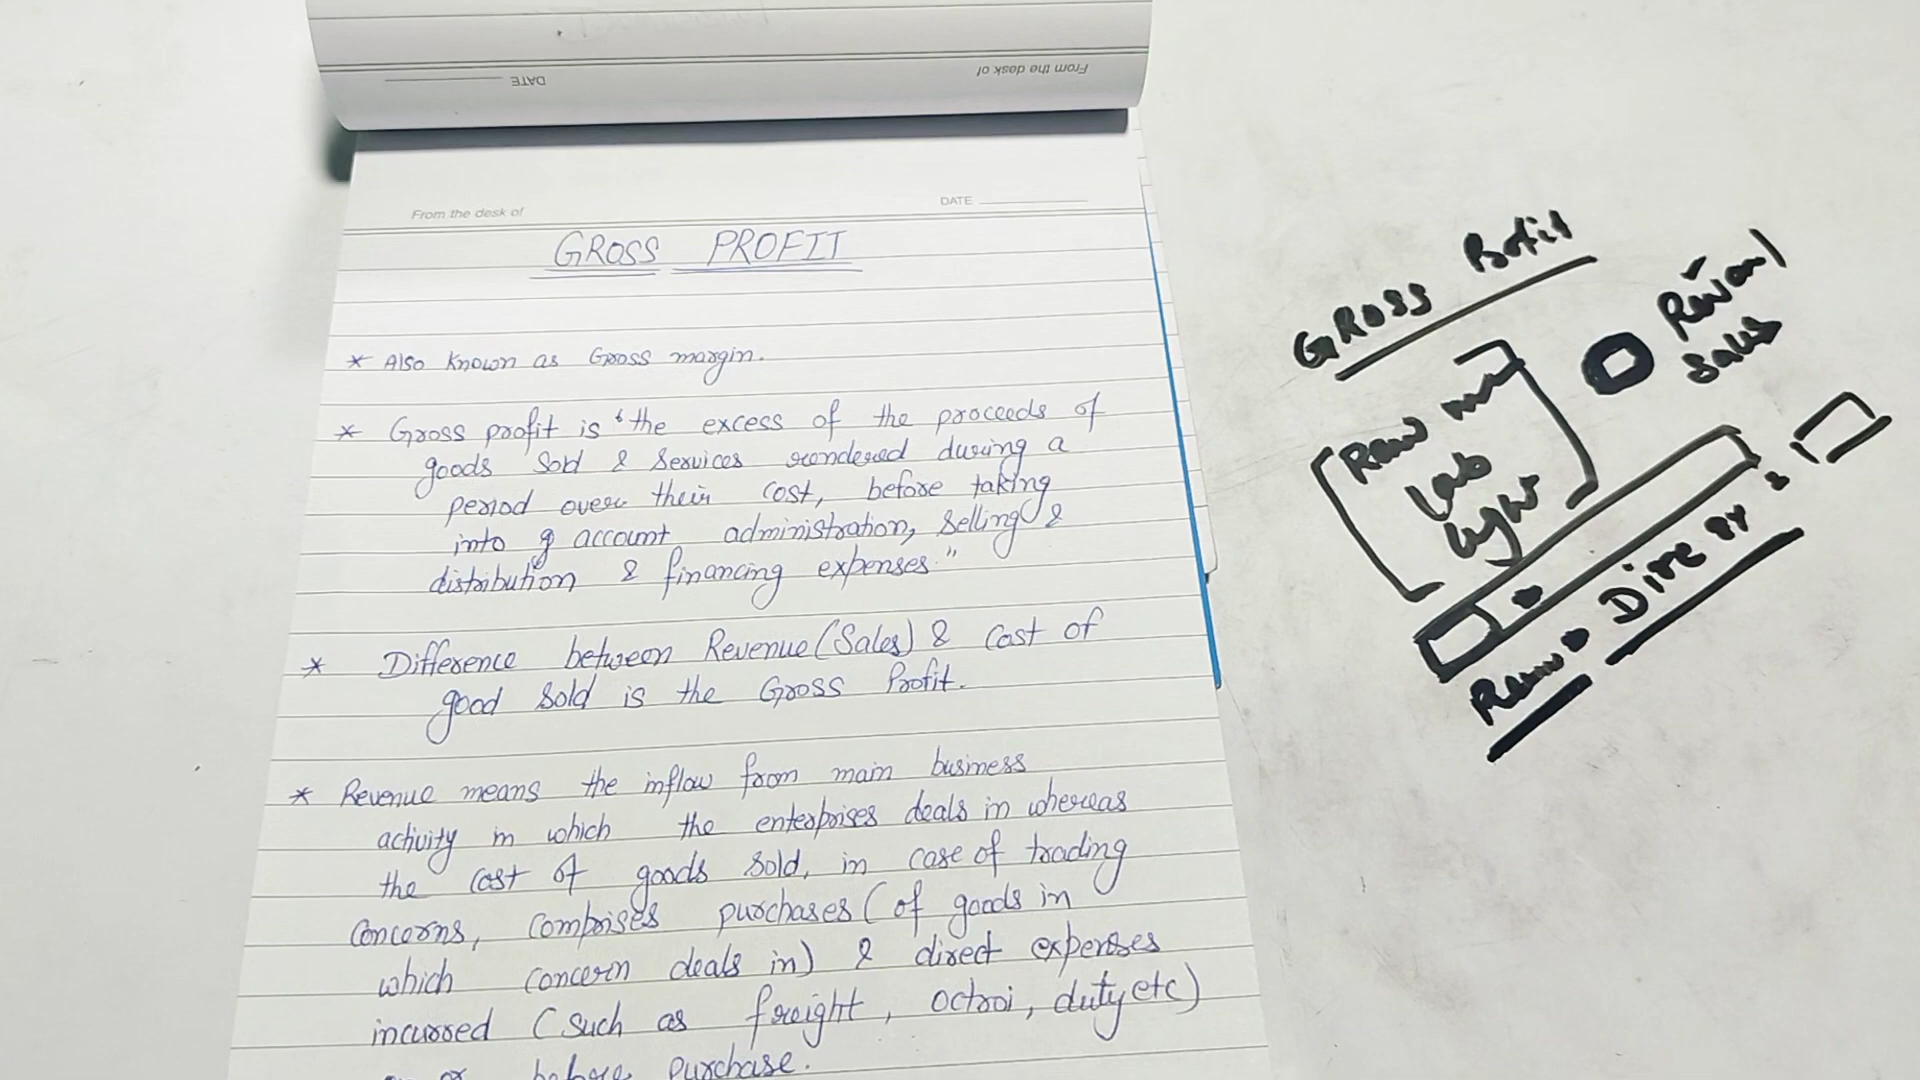 DATE
From the desk of
From the desk of
DATE
GROSS PROFIT
* Also known as Gross margin.
* Gross profit is "the excess of the proceeds of
goods sold & services rendered during a
period over their cost, before taking
into account administration, selling &
distribution & financing expenses."
* Difference between Revenue (Sales) & Cost of
good sold is the Gross Profit.
* Revenue means the inflow from main business
activity in which the enterprises deals in whereas
the cost of goods sold, in case of trading
concerns, comprises purchases (of goods in
which concern deals in) & direct expenses
incurred (such as freight, octroi, duty etc)
or before purchase.
GROSS Profit
Sales
Raw
Lab
Dire